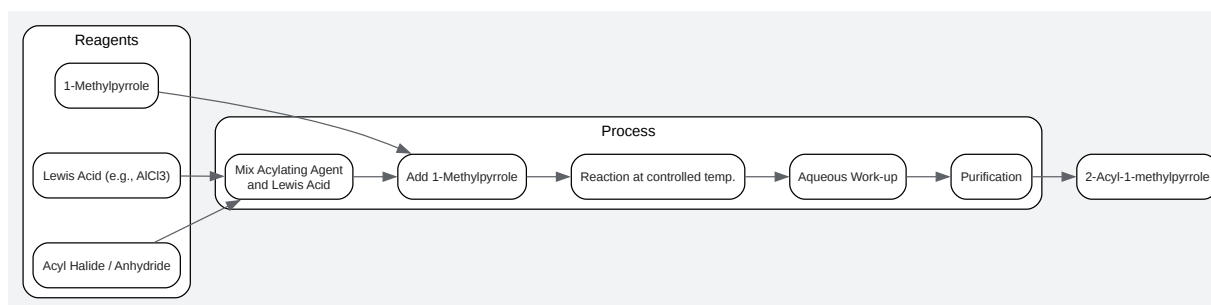 Reagents
1-Methylpyrrole
Process
Mix Acylating Agent
and Lewis Acid
Lewis Acid (e.g., AlCl3)
Add 1-Methylpyrrole
Reaction at controlled temp.
Aqueous Work-up
Purification
2-Acyl-1-methylpyrrole
Acyl Halide / Anhydride